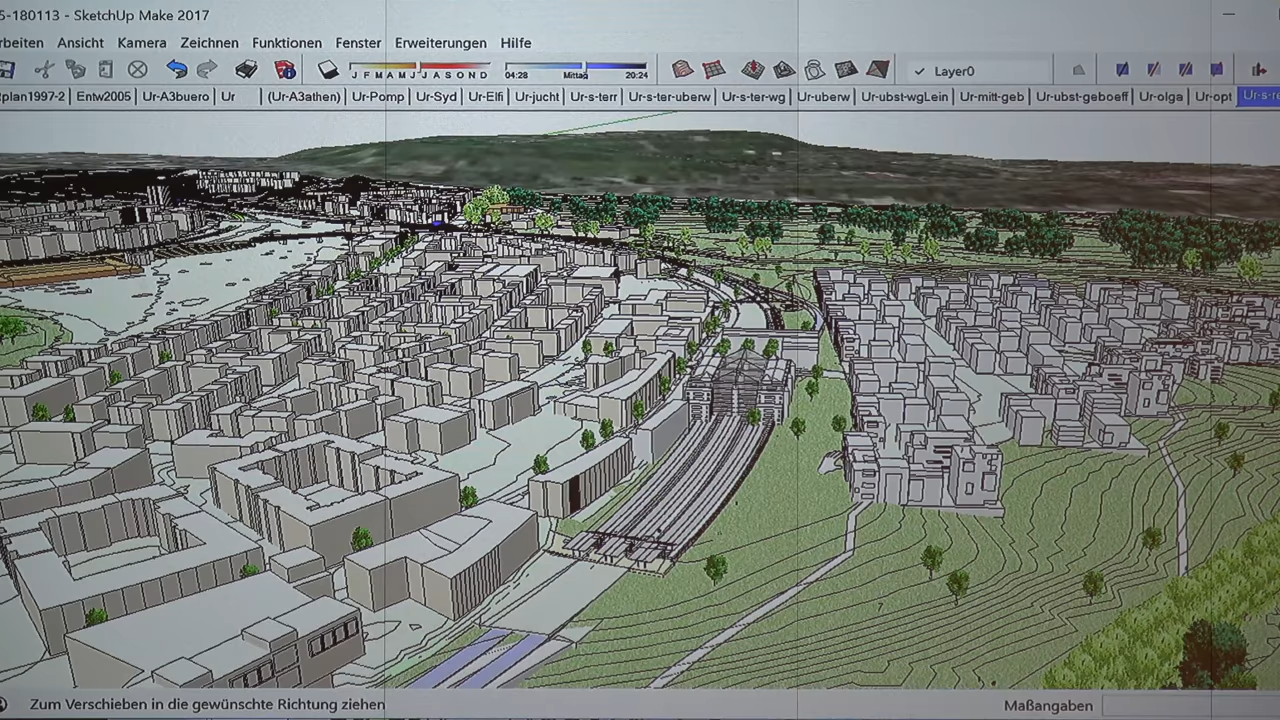 5-180113 - SketchUp Make 2017
rbeiten Ansicht Kamera Zeichnen Funktionen Fenster Erweiterungen Hilfe
J F M A M J J A S O N D 04:28 Mittag 20:24 Layer0
plan1997-2 Entw2005 Ur-A3buero Ur (Ur-A3athen) Ur-Pomp Ur-Syd Ur-Elfi Ur-jucht Ur-s-terr Ur-s-ter-uberw Ur-s-ter-wg Ur-uberw Ur-ubst-wgLein Ur-mitt-geb Ur-ubst-geboeff Ur-olga Ur-opt Ur-s-re
Zum Verschieben in die gewünschte Richtung ziehen Maßangaben